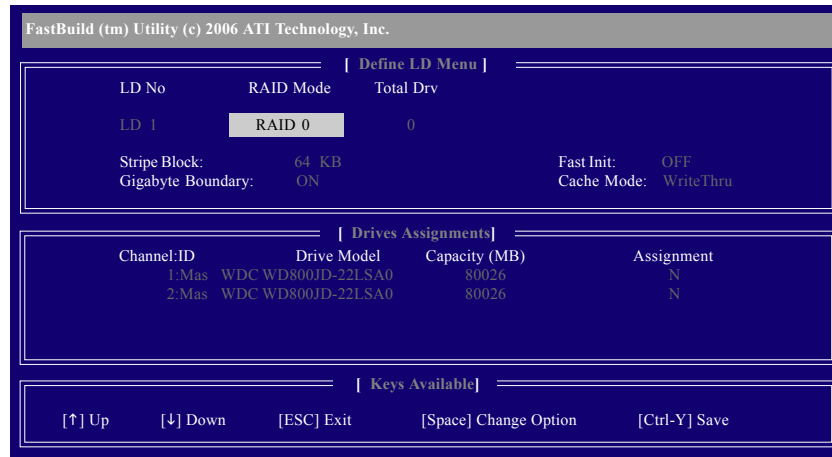 FastBuild (tm) Utility (c) 2006 ATI Technology, Inc.
[ Define LD Menu ]
LD No RAID Mode Total Drv
LD 1 RAID 0 0
Stripe Block: 64 KB Fast Init: OFF
Gigabyte Boundary: ON Cache Mode: WriteThru
[ Drives Assignments]
Channel:ID Drive Model Capacity (MB) Assignment
1:Mas WDC WD800JD-22LSA0 80026 N
2:Mas WDC WD800JD-22LSA0 80026 N
[ Keys Available]
[↑] Up [↓] Down [ESC] Exit [Space] Change Option [Ctrl-Y] Save